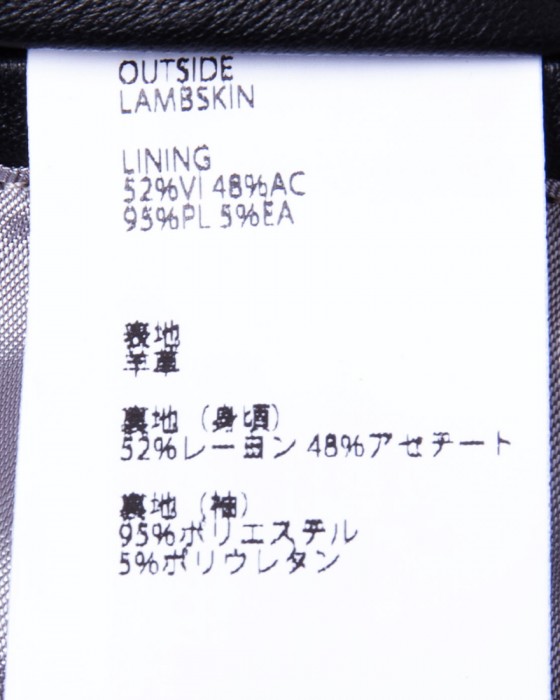 OUTSIDE
LAMBSKIN
LINING
52%VI 48%AC
95%PL 5%EA
表地
羊革
裏地（身頃）
52%レーヨン 48%アセテート
裏地（袖）
95%ポリエステル
5%ポリウレタン